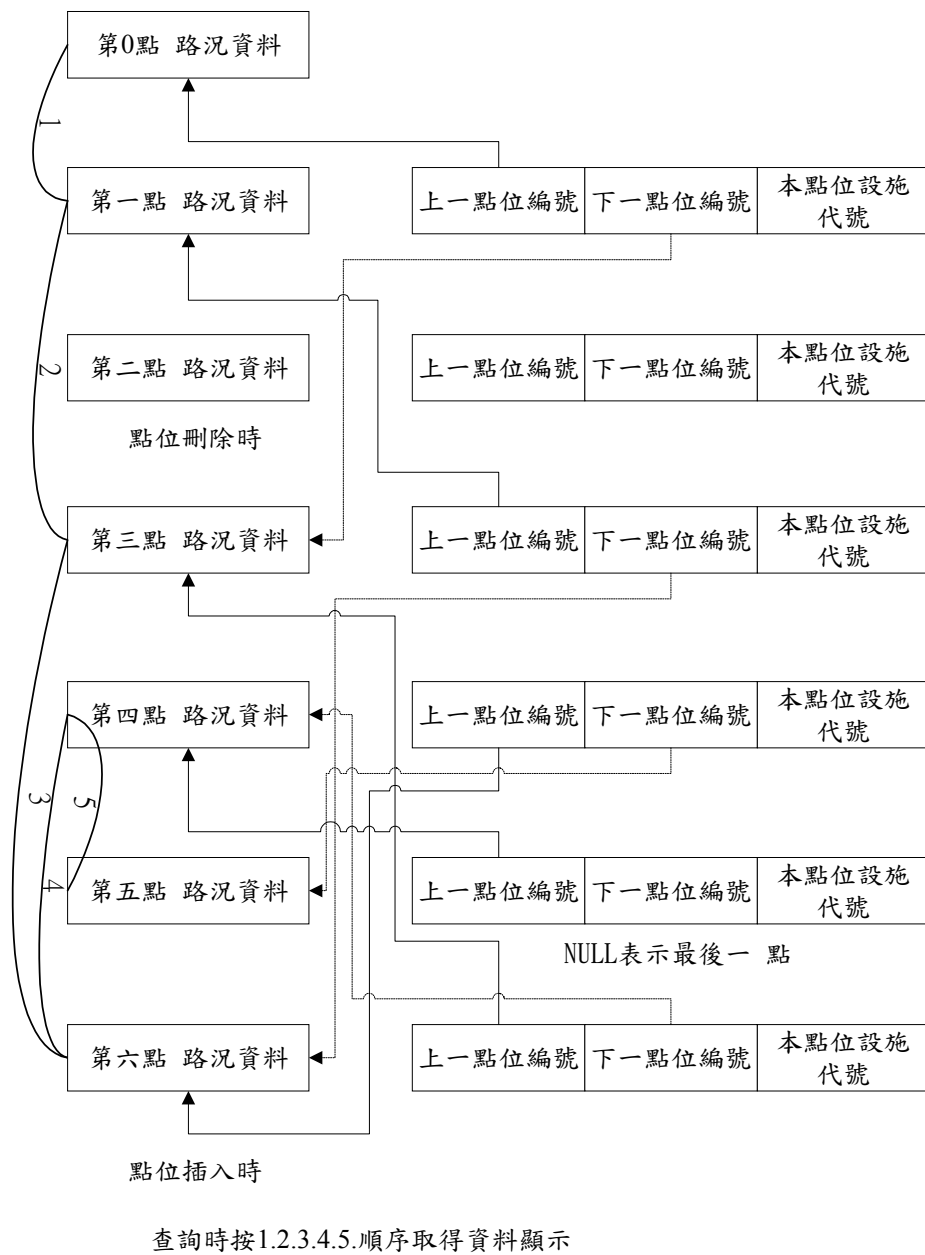 第0點 路況資料
1
第一點 路況資料
上一點位編號
下一點位編號
本點位設施
代號
2
第二點 路況資料
上一點位編號
下一點位編號
本點位設施
代號
點位刪除時
第三點 路況資料
上一點位編號
下一點位編號
本點位設施
代號
第四點 路況資料
上一點位編號
下一點位編號
本點位設施
代號
3
5
4
第五點 路況資料
上一點位編號
下一點位編號
本點位設施
代號
NULL表示最後一 點
第六點 路況資料
上一點位編號
下一點位編號
本點位設施
代號
點位插入時
查詢時按1.2.3.4.5.順序取得資料顯示